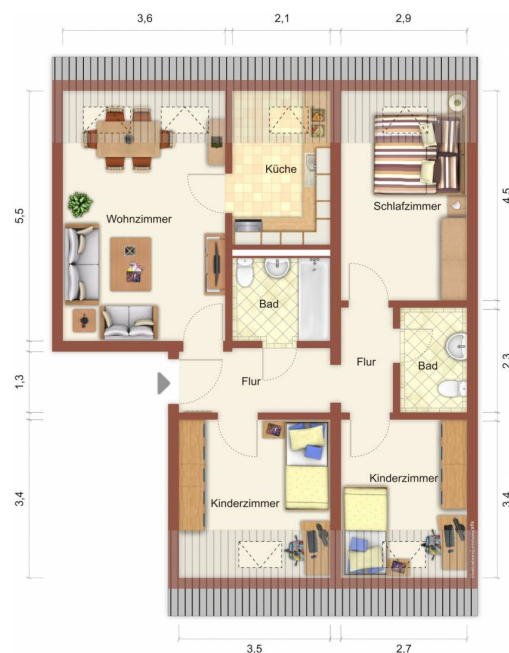 3,6
2,1
2,9
5,5
1,3
3,4
4,5
2,3
3,4
Wohnzimmer
Küche
Schlafzimmer
Bad
Flur
Flur
Bad
Kinderzimmer
Kinderzimmer
3,5
2,7